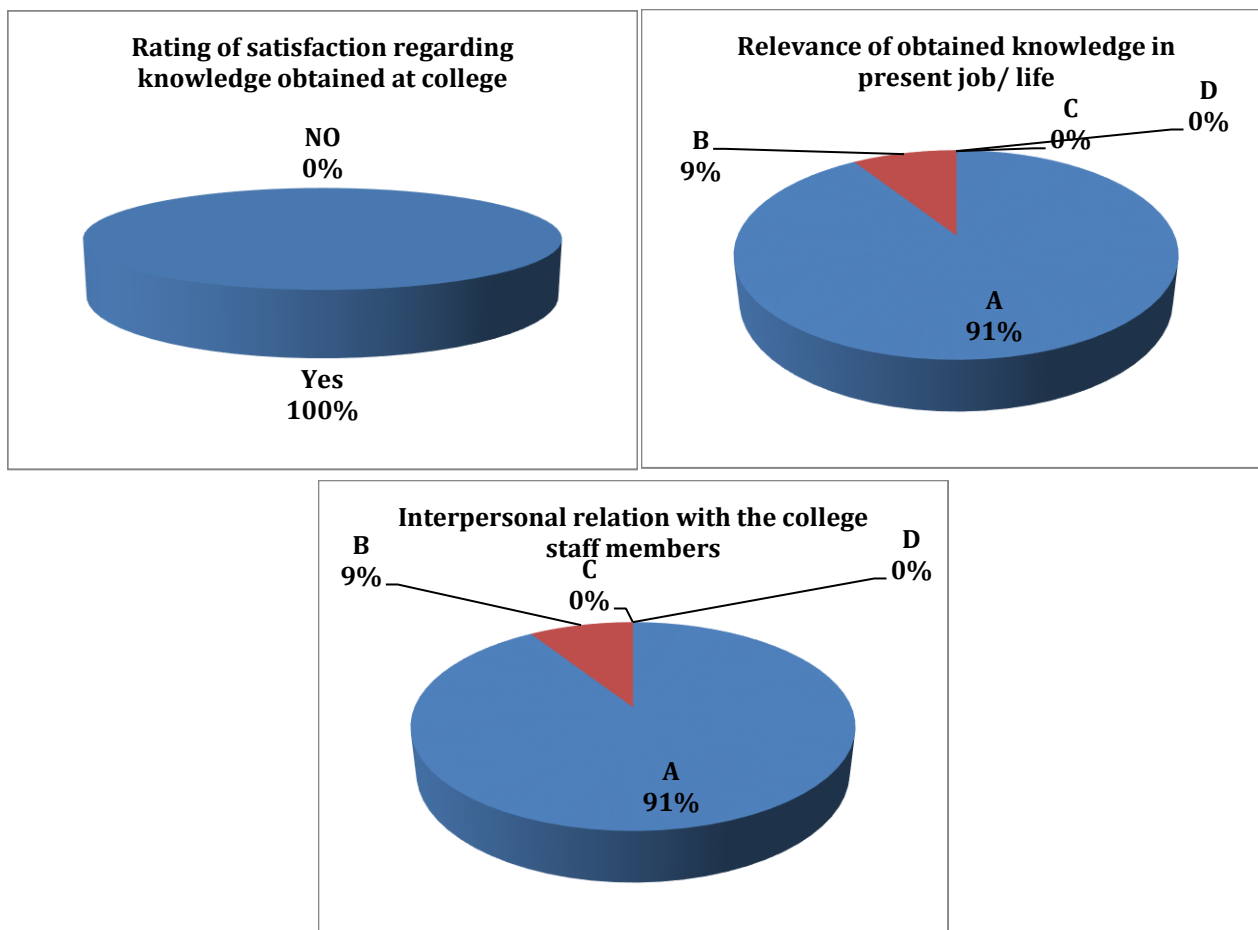 Rating of satisfaction regarding
knowledge obtained at college
NO
0%
Yes
100%
Relevance of obtained knowledge in
present job/ life
B
9%
C
0%
D
0%
A
91%
Interpersonal relation with the college
staff members
B
9%
C
0%
D
0%
A
91%